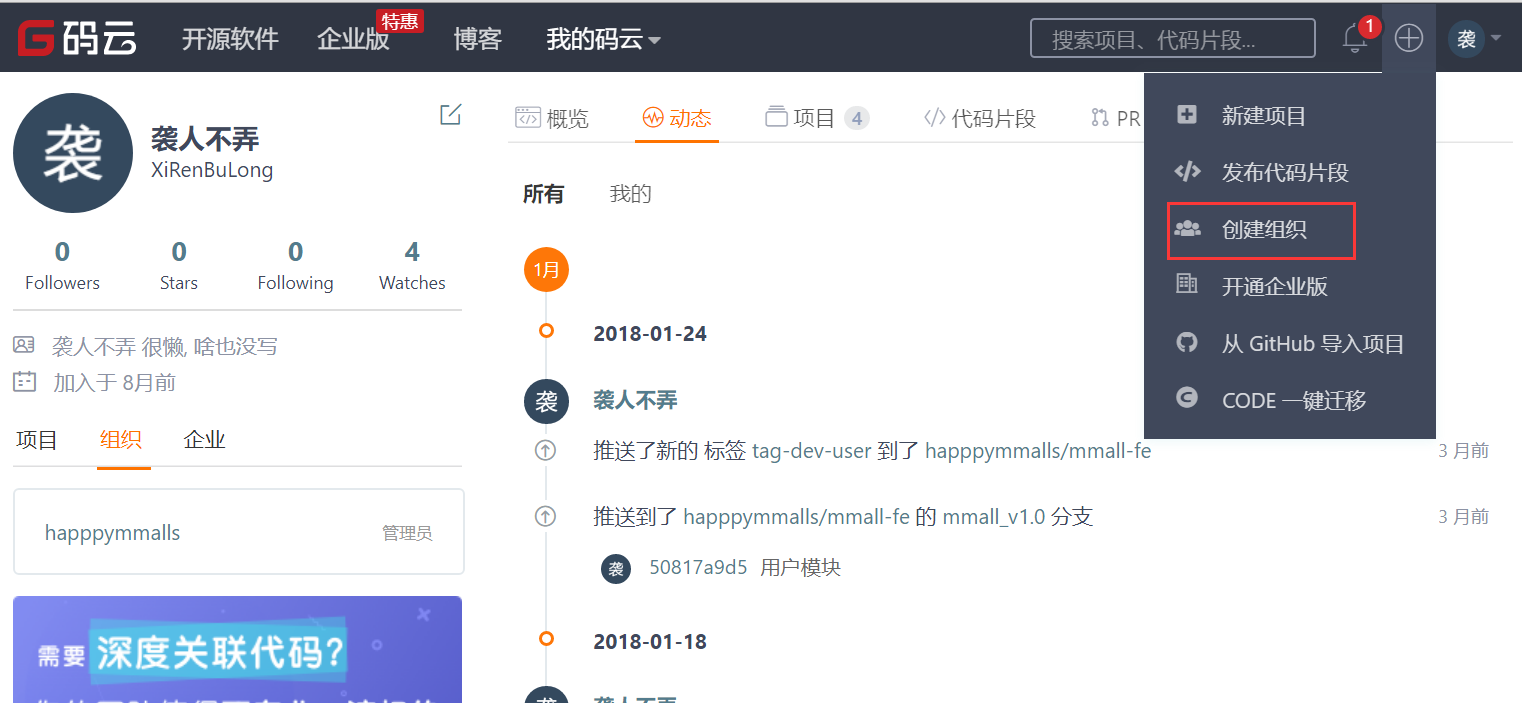 G 码云 开源软件 企业版 特惠 博客 我的码云 搜索项目、代码片段... 1 袭
新建项目
发布代码片段
创建组织
开通企业版
从 GitHub 导入项目
CODE 一键迁移
袭
袭人不弄
XiRenBuLong
0 0 0 4
Followers Stars Following Watches
袭人不弄 很懒, 啥也没写
加入于 8月前
项目 组织 企业
happpymmalls 管理员
需要 深度关联代码?
概览 动态 项目 4 代码片段 PR
所有 我的
1月
2018-01-24
袭 袭人不弄
推送了新的 标签 tag-dev-user 到了 happpymmalls/mmall-fe 3 月前
推送到了 happpymmalls/mmall-fe 的 mmall_v1.0 分支 3 月前
袭 50817a9d5 用户模块
2018-01-18
袭 袭人不弄